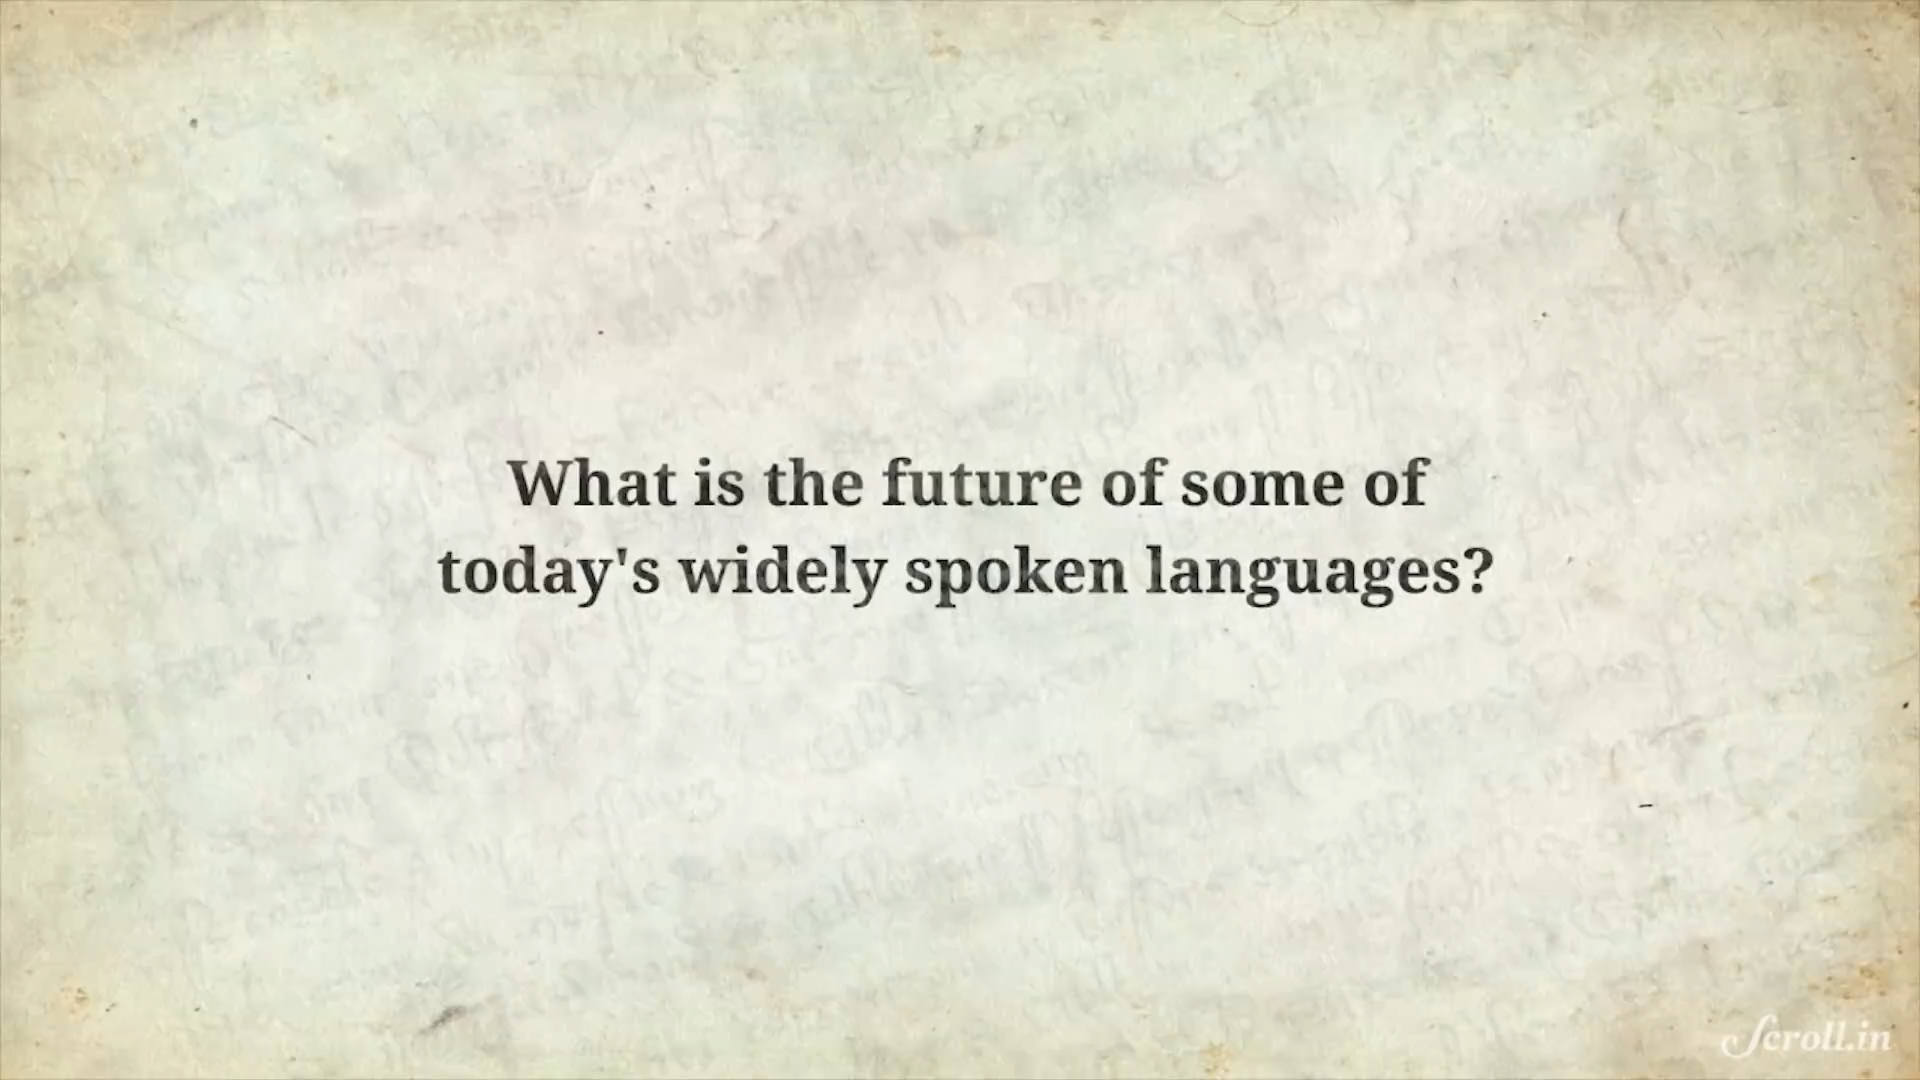 What is the future of some of
today's widely spoken languages?
Scroll.in